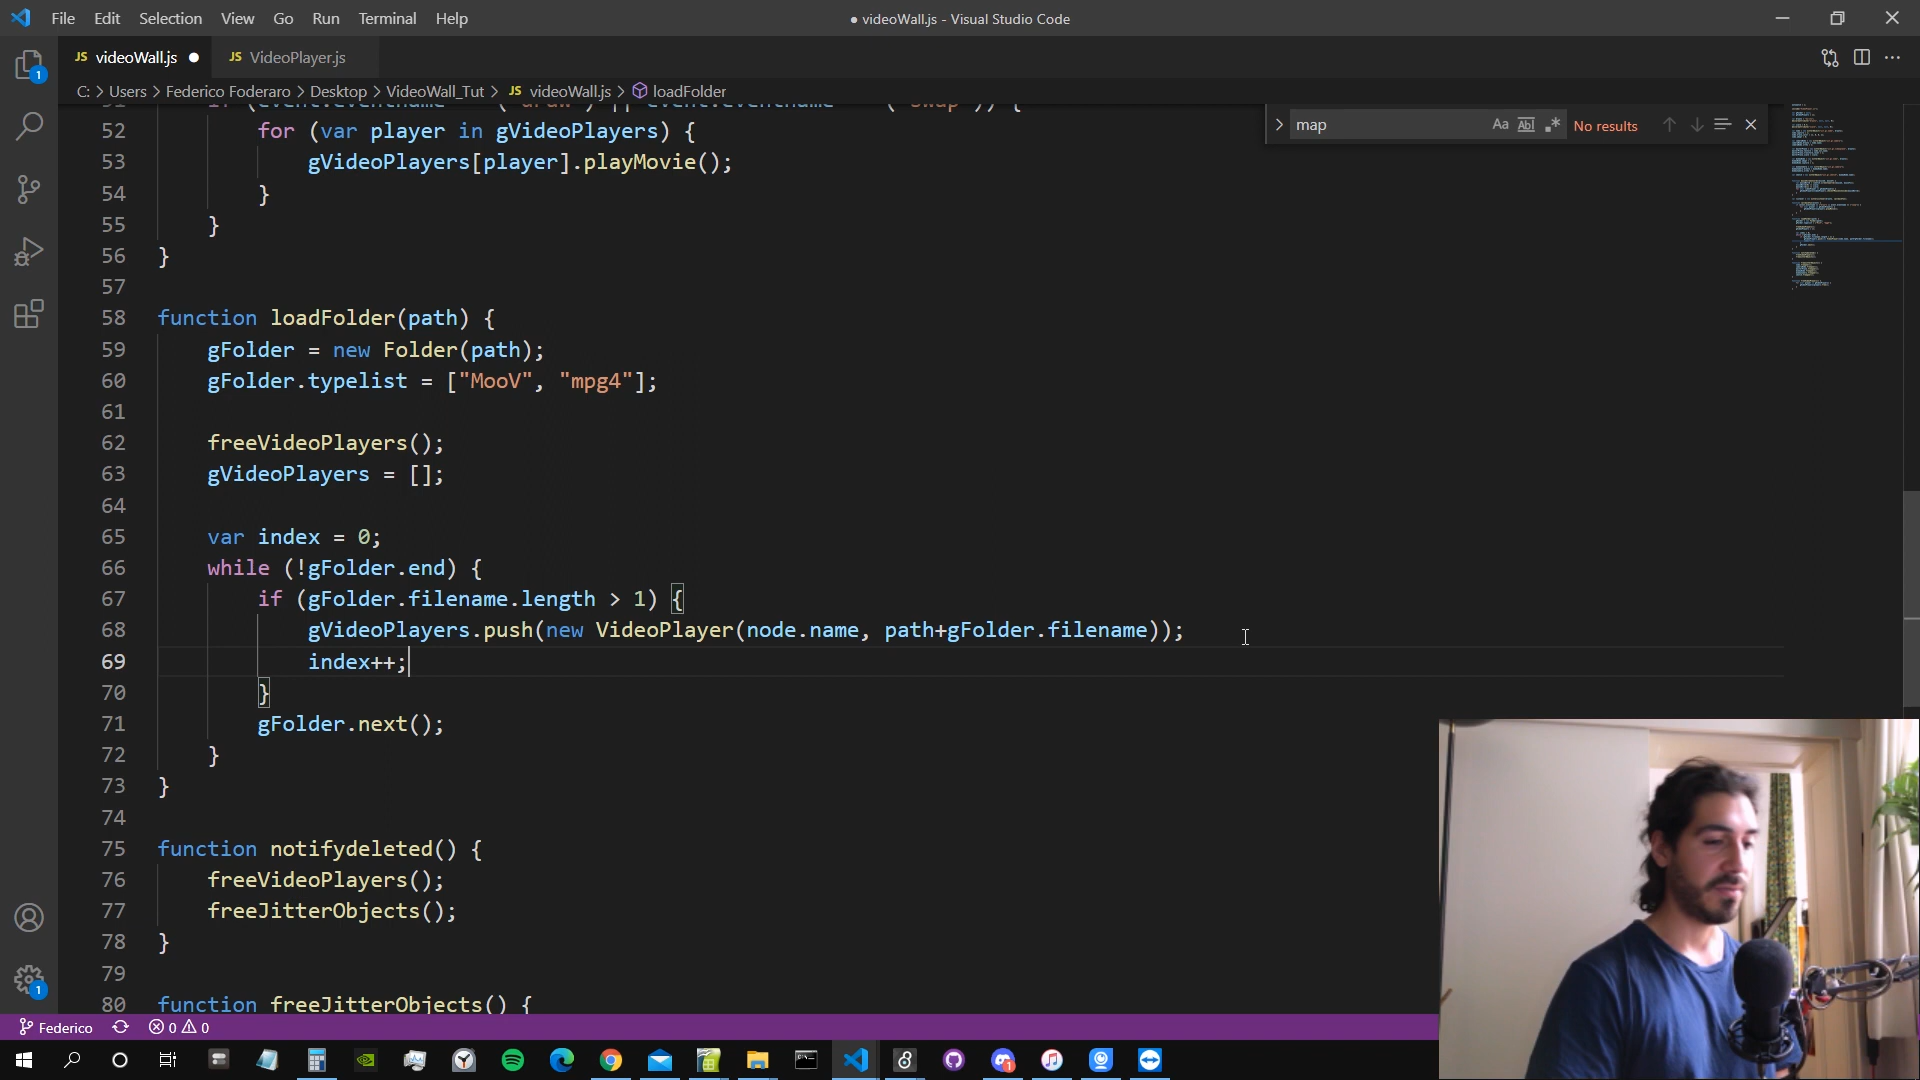 File Edit Selection View Go Run Terminal Help
● videoWall.js - Visual Studio Code
JS videoWall.js ●
JS VideoPlayer.js
C: > Users > Federico Foderaro > Desktop > VideoWall_Tut > JS videoWall.js > loadFolder
map
Aa Abl .* No results
52 for (var player in gVideoPlayers) {
53 gVideoPlayers[player].playMovie();
54 }
55 }
56 }
57
58 function loadFolder(path) {
59 gFolder = new Folder(path);
60 gFolder.typelist = ["MooV", "mpg4"];
61
62 freeVideoPlayers();
63 gVideoPlayers = [];
64
65 var index = 0;
66 while (!gFolder.end) {
67 if (gFolder.filename.length > 1) {
68 gVideoPlayers.push(new VideoPlayer(node.name, path+gFolder.filename));
69 index++;
70 }
71 gFolder.next();
72 }
73 }
74
75 function notifydeleted() {
76 freeVideoPlayers();
77 freeJitterObjects();
78 }
79
80 function freeJitterObjects() {
1
1
Federico
0 0